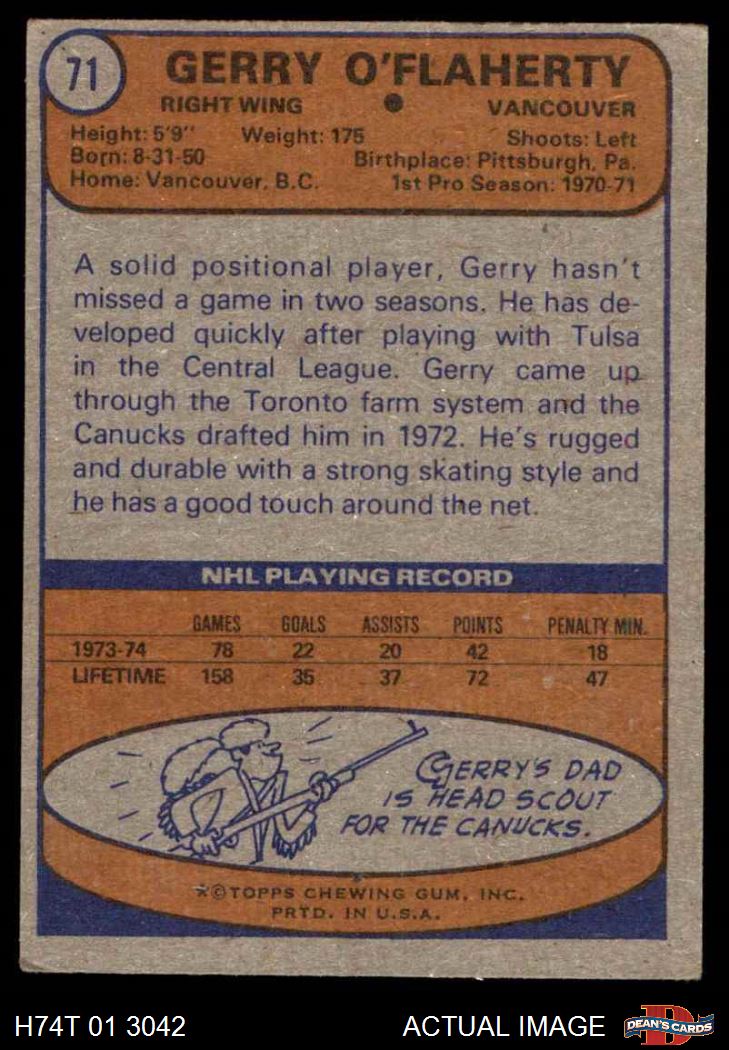 71
GERRY O'FLAHERTY
RIGHT WING ● VANCOUVER
Height: 5'9" Weight: 175 Shoots: Left
Born: 8-31-50 Birthplace: Pittsburgh, Pa.
Home: Vancouver, B.C. 1st Pro Season: 1970-71
A solid positional player, Gerry hasn't
missed a game in two seasons. He has de-
veloped quickly after playing with Tulsa
in the Central League. Gerry came up
through the Toronto farm system and the
Canucks drafted him in 1972. He's rugged
and durable with a strong skating style and
he has a good touch around the net.
NHL PLAYING RECORD
GAMES GOALS ASSISTS POINTS PENALTY MIN.
1973-74 78 22 20 42 18
LIFETIME 158 35 37 72 47
GERRY'S DAD
IS HEAD SCOUT
FOR THE CANUCKS.
*©TOPPS CHEWING GUM, INC.
PRTD. IN U.S.A.
H74T 01 3042 ACTUAL IMAGE
D
DEAN'S CARDS